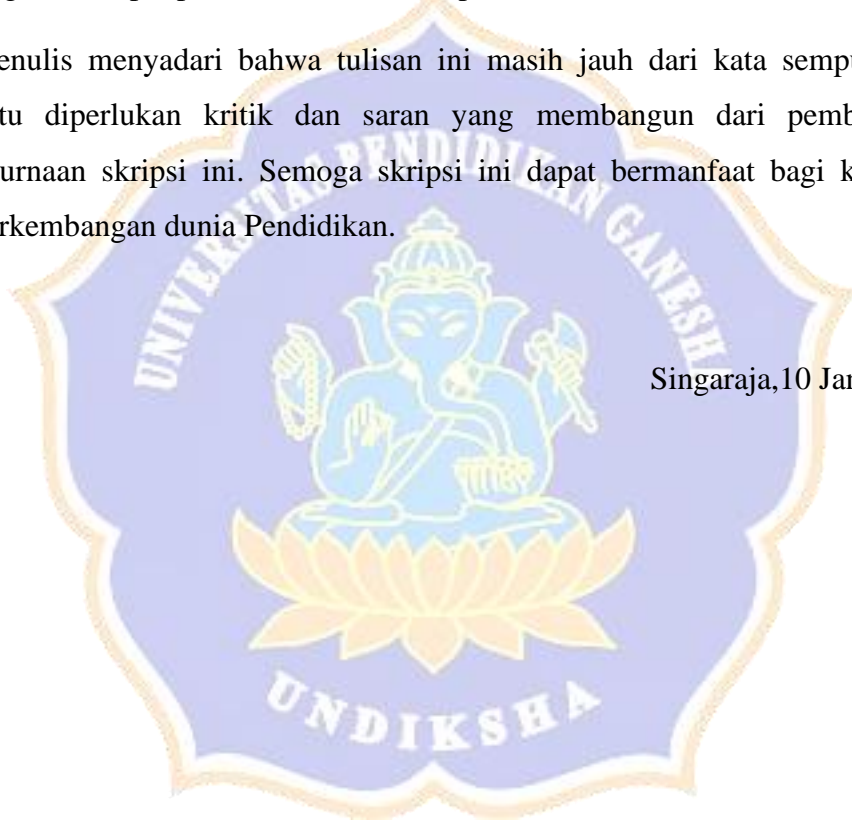 enulis menyadari bahwa tulisan ini masih jauh dari kata semp
tu diperlukan kritik dan saran yang membangun dari pemb
urnaan skripsi ini. Semoga skripsi ini dapat bermanfaat bagi k
rkembangan dunia Pendidikan.
UNIVERSITAS PENDIDIKAN GANESHA
Singaraja,10 Jan
UNDIKSHA